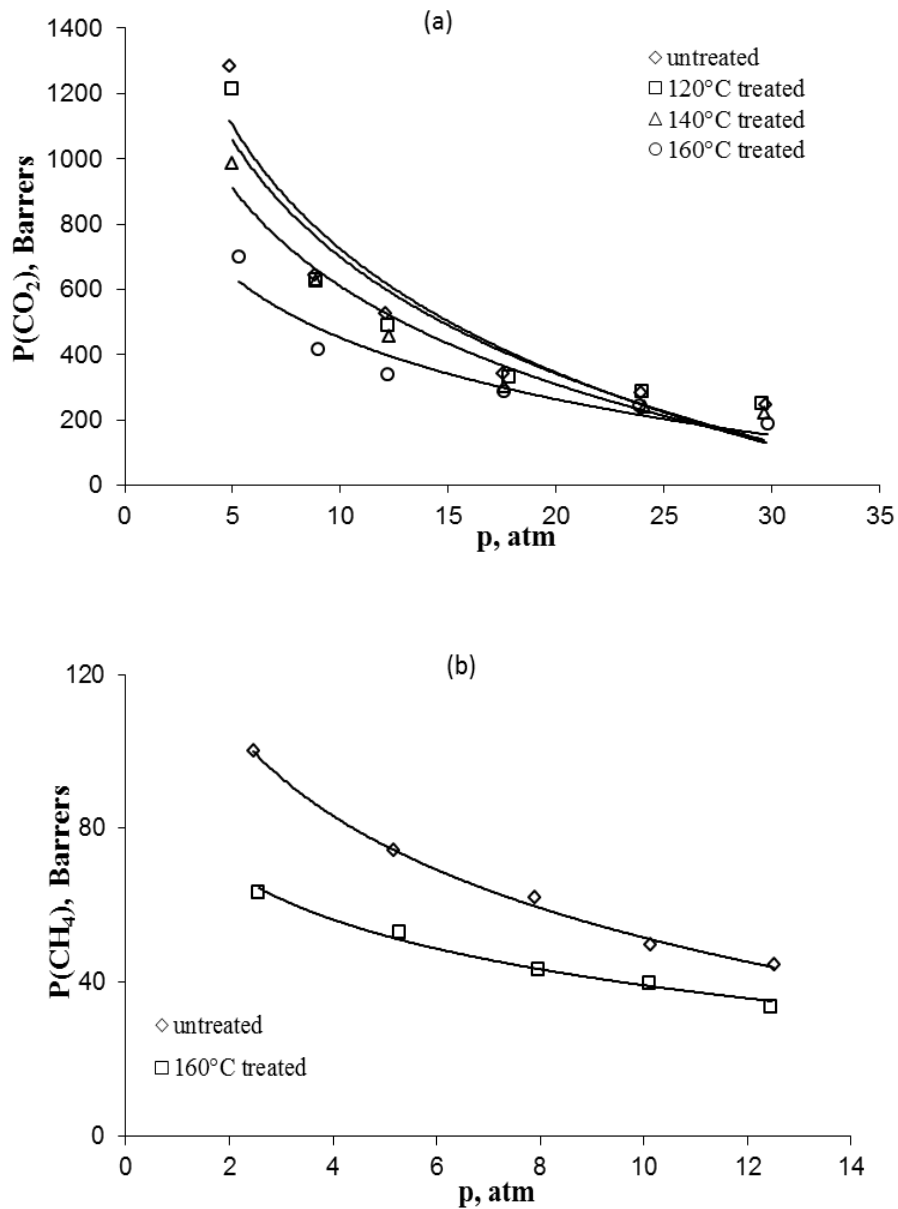 (a)
1400
1200
1000
800
600
400
200
0
P(CO₂), Barrers
untreated
120°C treated
140°C treated
160°C treated
0 5 10 15 20 25 30 35
p, atm
(b)
120
80
40
0
P(CH₄), Barrers
untreated
160°C treated
0 2 4 6 8 10 12 14
p, atm